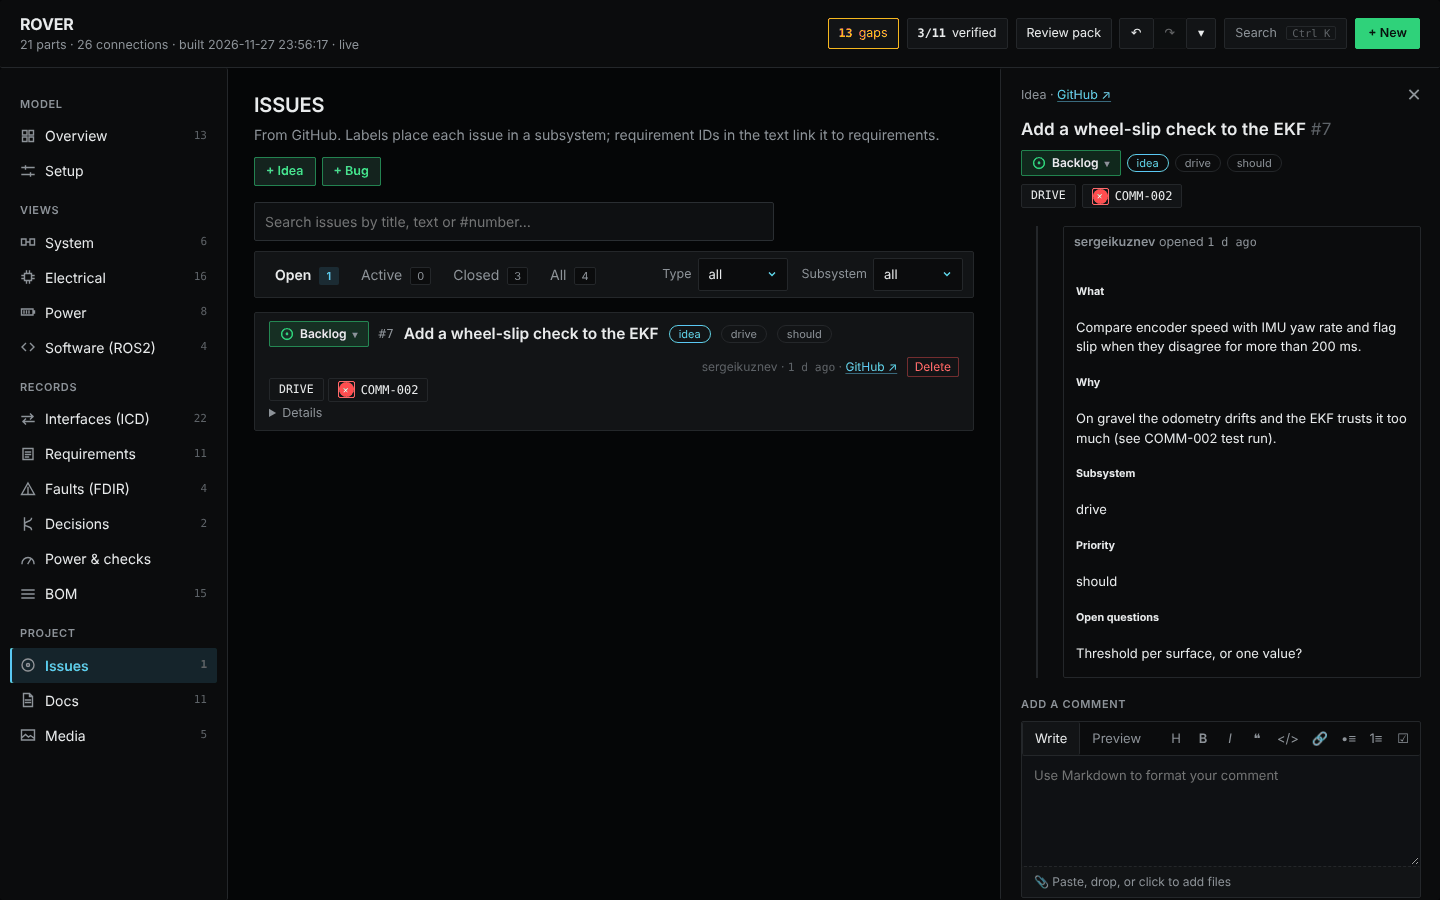 ROVER
21 parts · 26 connections · built 2026-11-27 23:56:17 · live
13 gaps
3/11 verified
Review pack
Search Ctrl K
+ New
MODEL
Overview 13
Setup
VIEWS
System 6
Electrical 16
Power 8
Software (ROS2) 4
RECORDS
Interfaces (ICD) 22
Requirements 11
Faults (FDIR) 4
Decisions 2
Power & checks
BOM 15
PROJECT
Issues 1
Docs 11
Media 5
ISSUES
From GitHub. Labels place each issue in a subsystem; requirement IDs in the text link it to requirements.
+ Idea + Bug
Search issues by title, text or #number...
Open 1 Active 0 Closed 3 All 4 Type all Subsystem all
Backlog ▾ #7 Add a wheel-slip check to the EKF idea drive should
sergeikuznev · 1 d ago · GitHub ↗ Delete
DRIVE COMM-002
▶ Details
Idea · GitHub ↗ ✕
Add a wheel-slip check to the EKF #7
Backlog ▾ idea drive should
DRIVE COMM-002
sergeikuznev opened 1 d ago
What
Compare encoder speed with IMU yaw rate and flag
slip when they disagree for more than 200 ms.
Why
On gravel the odometry drifts and the EKF trusts it too
much (see COMM-002 test run).
Subsystem
drive
Priority
should
Open questions
Threshold per surface, or one value?
ADD A COMMENT
Write Preview H B I ❝ </> 🔗 •≡ 1≡ ☑
Use Markdown to format your comment
📎 Paste, drop, or click to add files